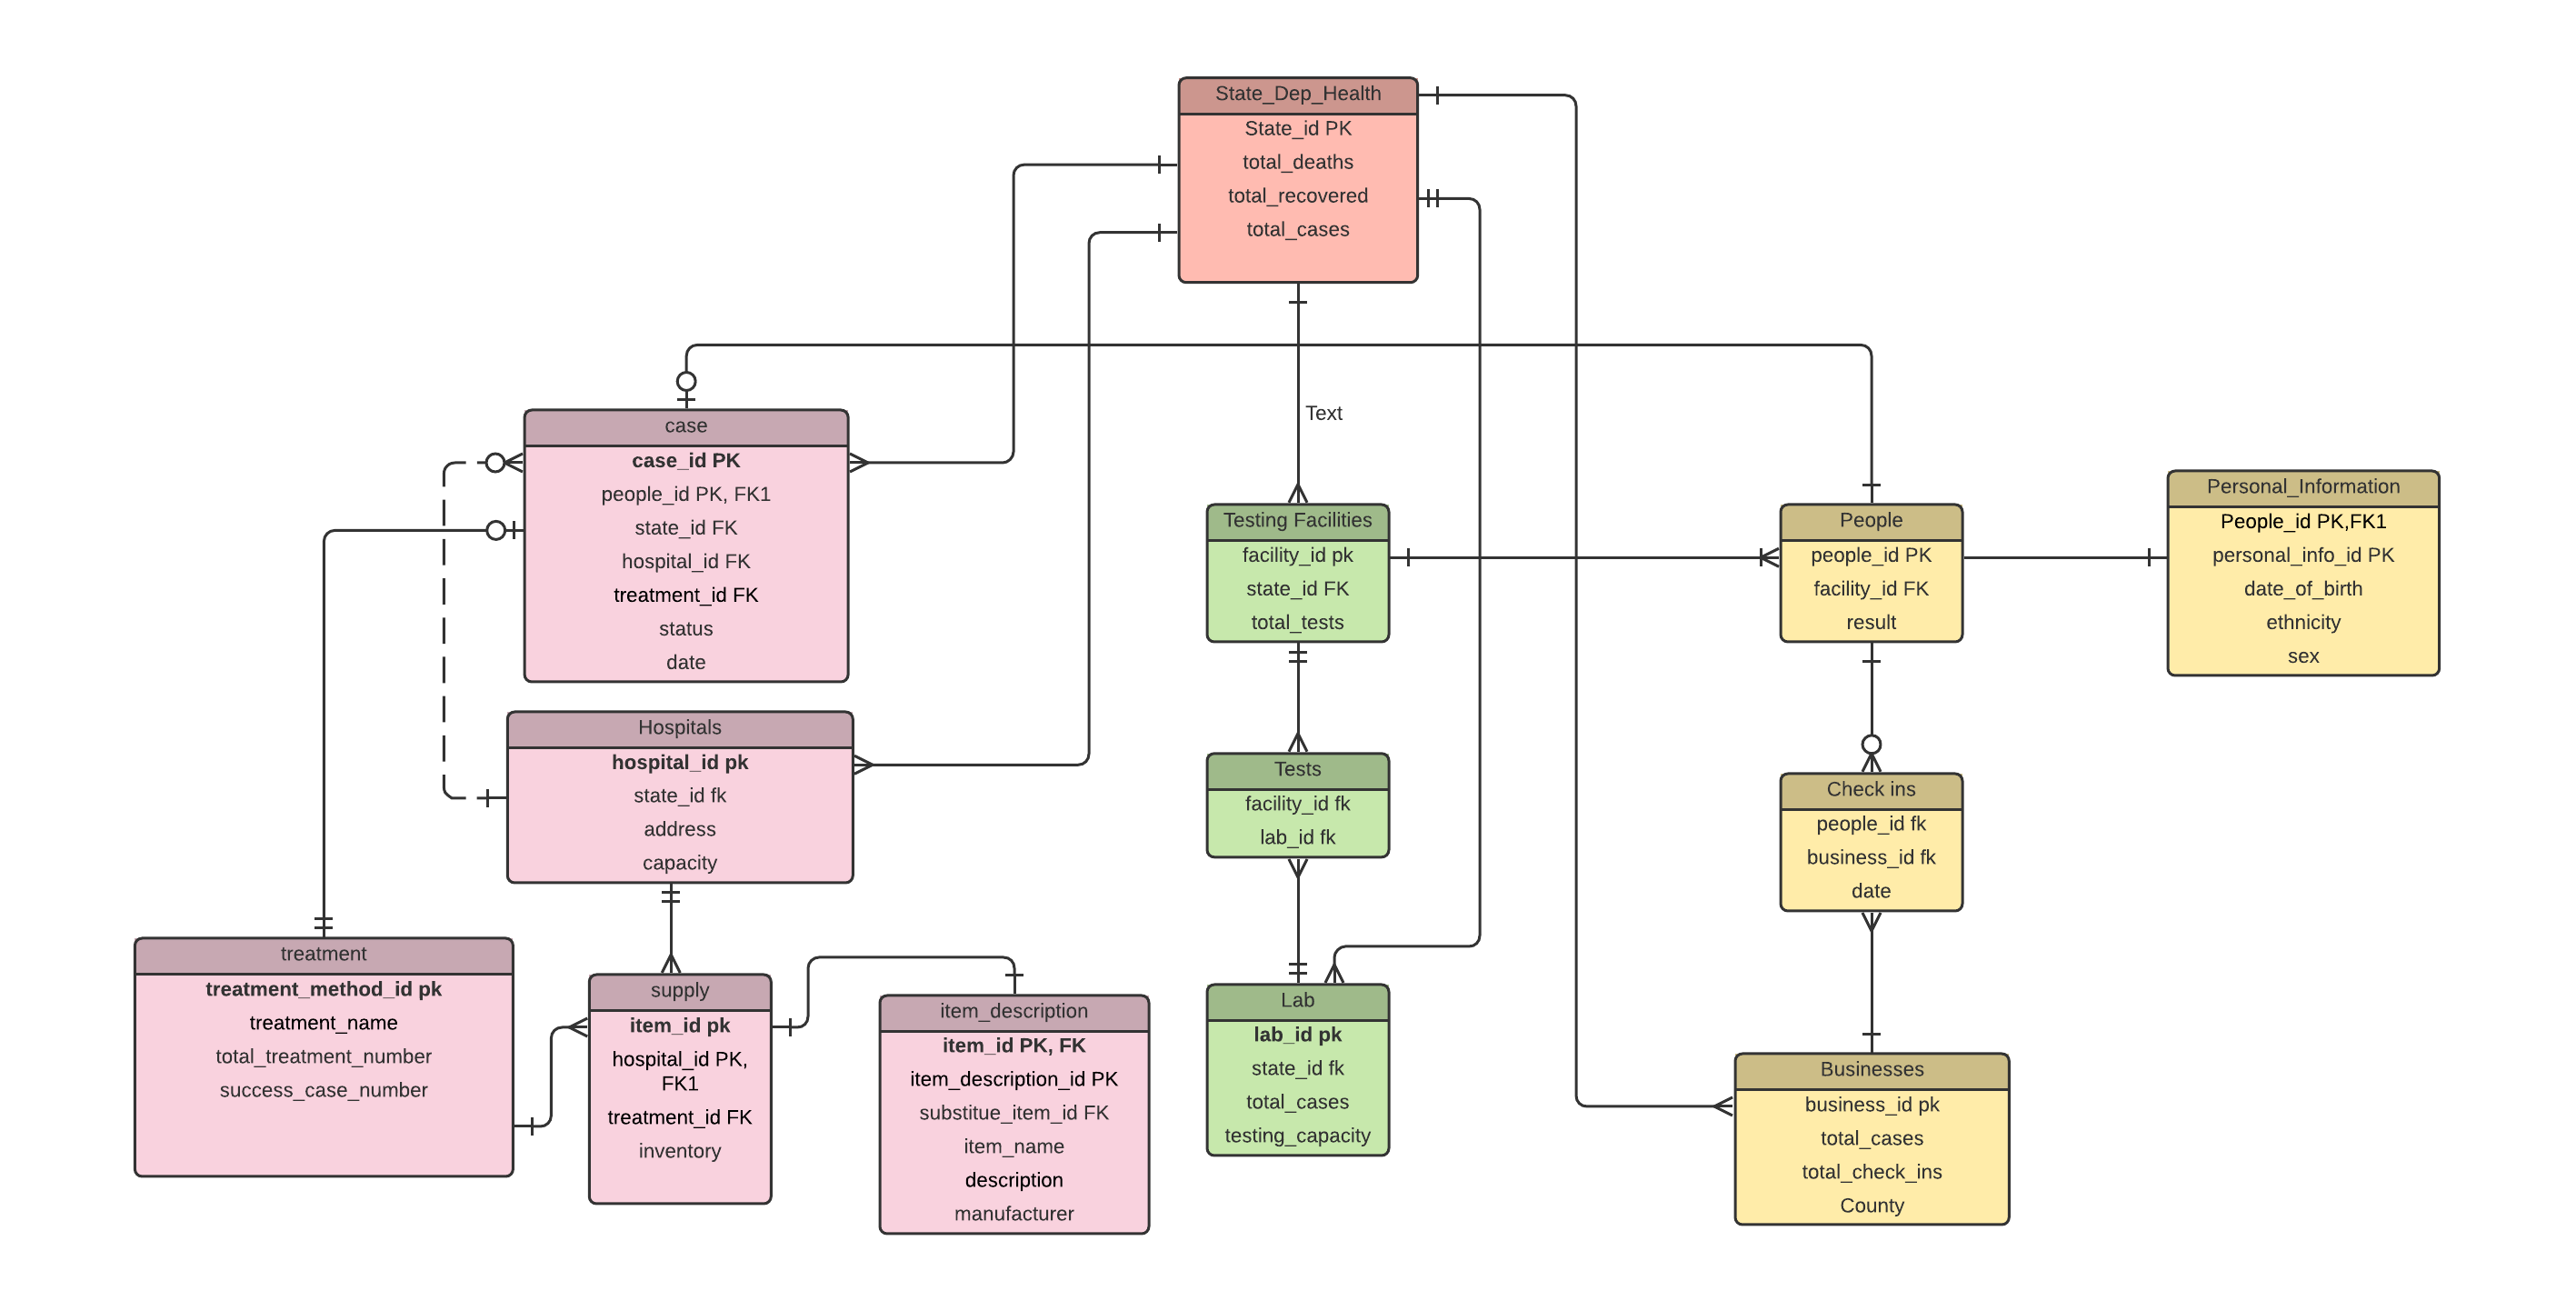 State_Dep_Health
State_id PK
total_deaths
total_recovered
total_cases
Text
case
case_id PK
people_id PK, FK1
state_id FK
hospital_id FK
treatment_id FK
status
date
Testing Facilities
facility_id pk
state_id FK
total_tests
People
people_id PK
facility_id FK
result
Personal_Information
People_id PK,FK1
personal_info_id PK
date_of_birth
ethnicity
sex
Hospitals
hospital_id pk
state_id fk
address
capacity
Tests
facility_id fk
lab_id fk
Check ins
people_id fk
business_id fk
date
treatment
treatment_method_id pk
treatment_name
total_treatment_number
success_case_number
supply
item_id pk
hospital_id PK,
FK1
treatment_id FK
inventory
item_description
item_id PK, FK
item_description_id PK
substitue_item_id FK
item_name
description
manufacturer
Lab
lab_id pk
state_id fk
total_cases
testing_capacity
Businesses
business_id pk
total_cases
total_check_ins
County